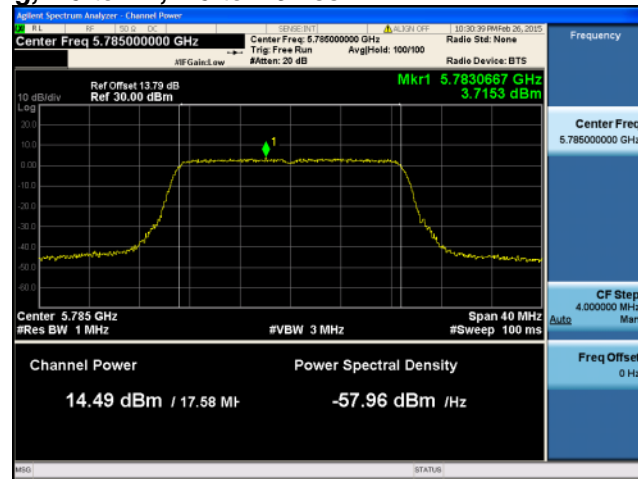 Agilent Spectrum Analyzer - Channel Power
RL RF 50 Ω DC SENSE:INT ALIGN OFF 10:30:39 PM Feb 26, 2015
Center Freq 5.785000000 GHz Center Freq: 5.785000000 GHz Radio Std: None Frequency
Trig: Free Run Avg|Hold: 100/100
#IFGain:Low #Atten: 20 dB Radio Device: BTS
Ref Offset 13.79 dB Mkr1 5.7830667 GHz
10 dB/div Ref 30.00 dBm 3.7153 dBm
Log
20.0
10.0
0.00
-10.0
-20.0
-30.0
-40.0
-50.0
-60.0
1
Center Freq
5.785000000 GHz
Center 5.785 GHz Span 40 MHz
#Res BW 1 MHz #VBW 3 MHz #Sweep 100 ms
CF Step
4.000000 MHz
Auto Man
Channel Power Power Spectral Density
14.49 dBm / 17.58 MH -57.96 dBm /Hz
Freq Offset
0 Hz
MSG STATUS